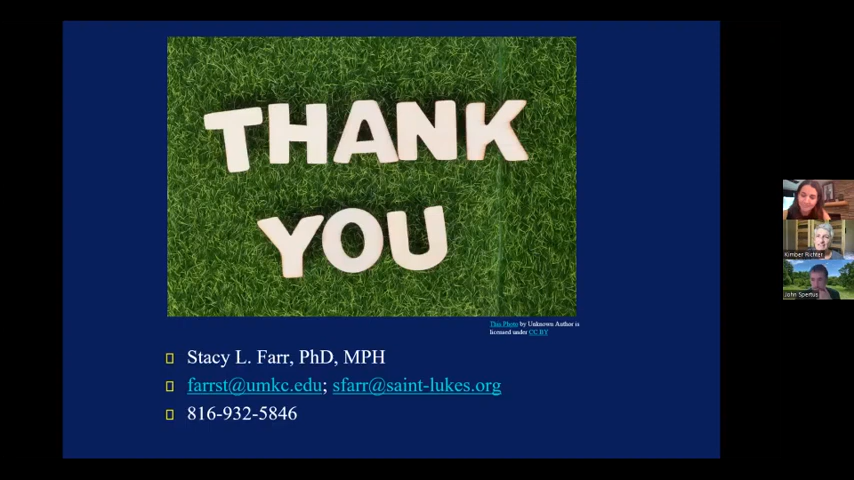 THANK
YOU
This Photo by Unknown Author is
licensed under CC BY
Stacy L. Farr, PhD, MPH
farrst@umkc.edu; sfarr@saint-lukes.org
816-932-5846
Kimber Richter
John Spertus